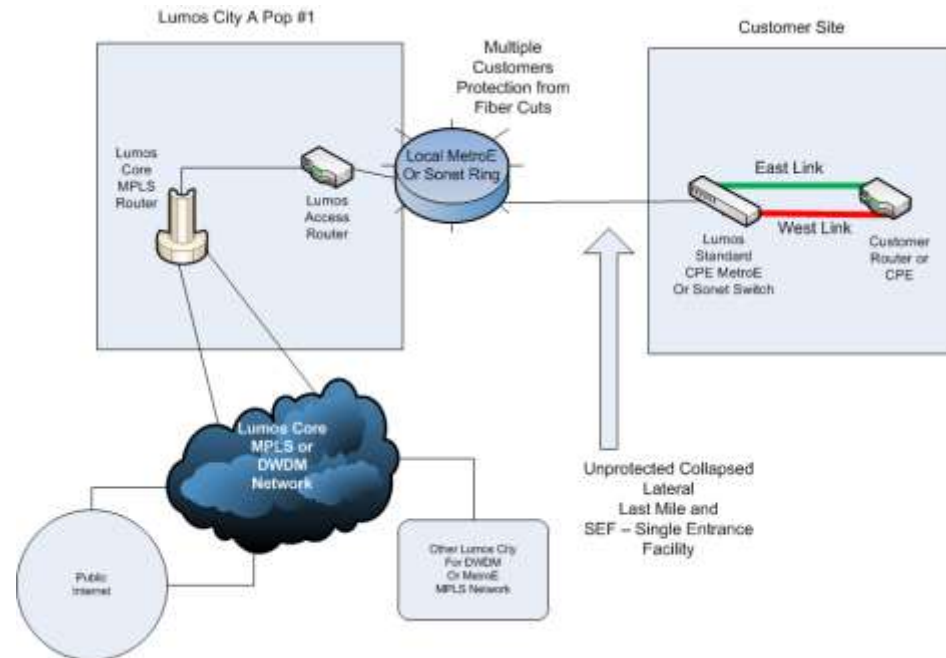 Lumos City A Pop #1
Customer Site
Multiple
Customers
Protection from
Fiber Cuts
Lumos
Core
MPLS
Router
Lumos
Access
Router
Local MetroE
Or Sonet Ring
East Link
West Link
Lumos
Standard
CPE MetroE
Or Sonet Switch
Customer
Router or
CPE
Lumos Core
MPLS or
DWDM
Network
Unprotected Collapsed
Lateral
Last Mile and
SEF – Single Entrance
Facility
Public
Internet
Other Lumos City
For DWDM
Or MetroE
MPLS Network